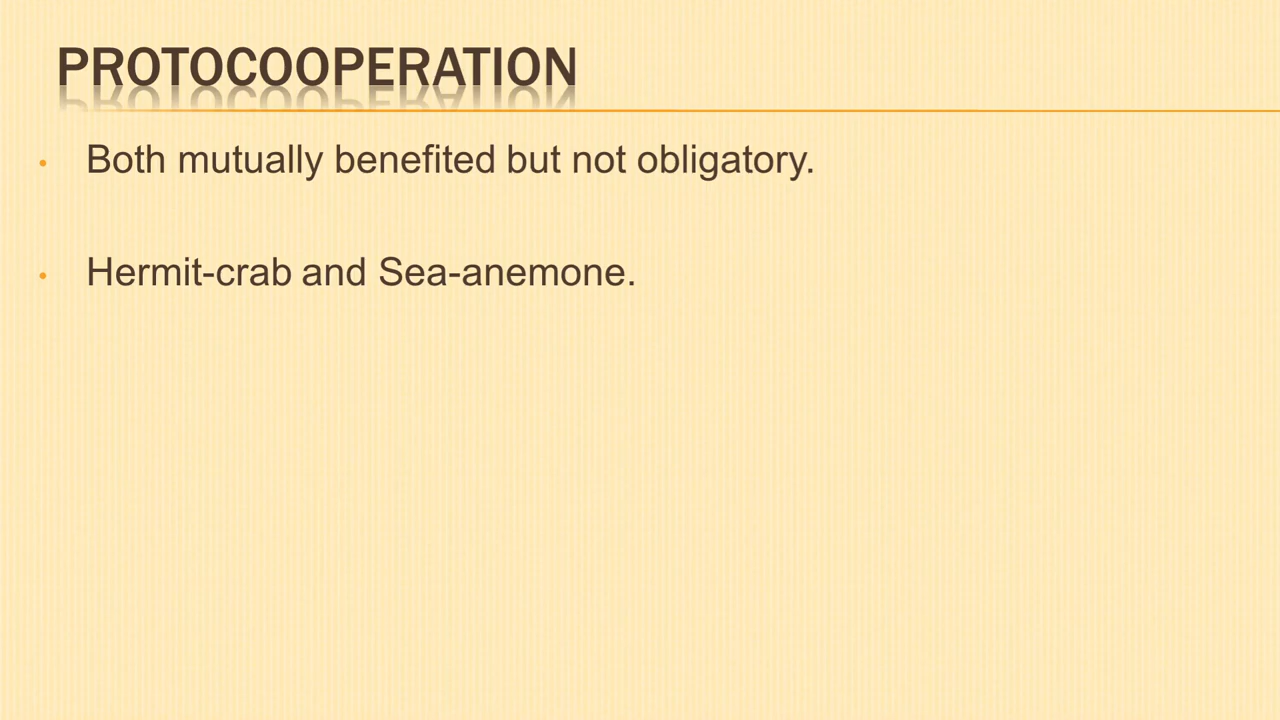 PROTOCOOPERATION
• Both mutually benefited but not obligatory.
• Hermit-crab and Sea-anemone.